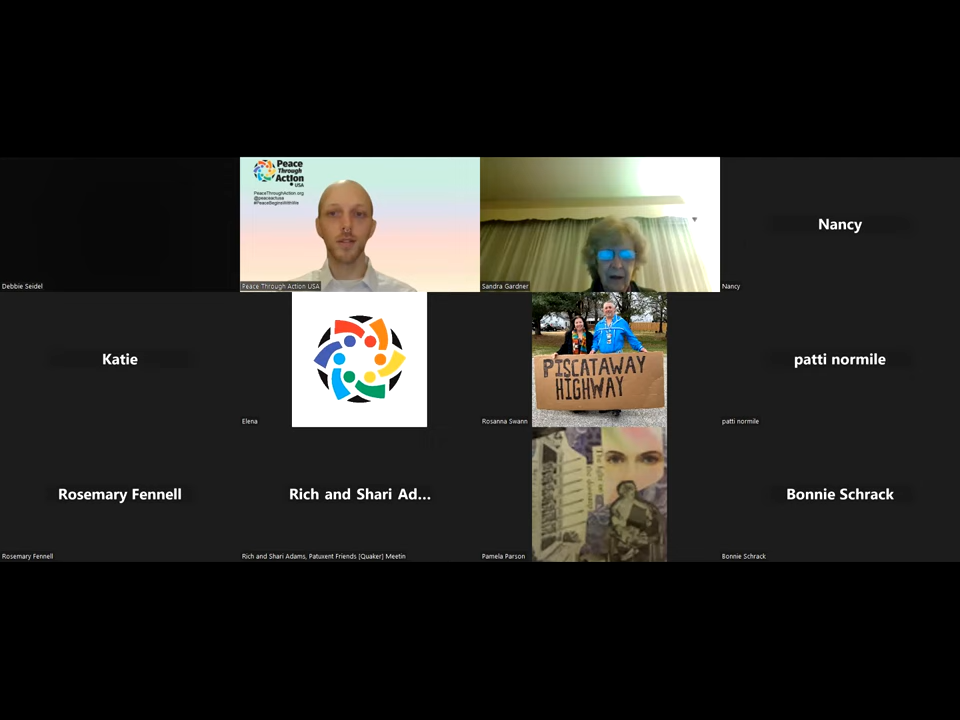 Peace
Through
Action
USA
PeaceThroughAction.org
@peaceactusa
#PeaceBeginsWithMe
Debbie Seidel
Peace Through Action USA
Sandra Gardner
Nancy
Nancy
Katie
Elena
PISCATAWAY
HIGHWAY
Rosanna Swann
patti normile
patti normile
Rosemary Fennell
Rosemary Fennell
Rich and Shari Ad...
Rich and Shari Adams, Patuxent Friends (Quaker) Meetin
Pamela Parson
Bonnie Schrack
Bonnie Schrack